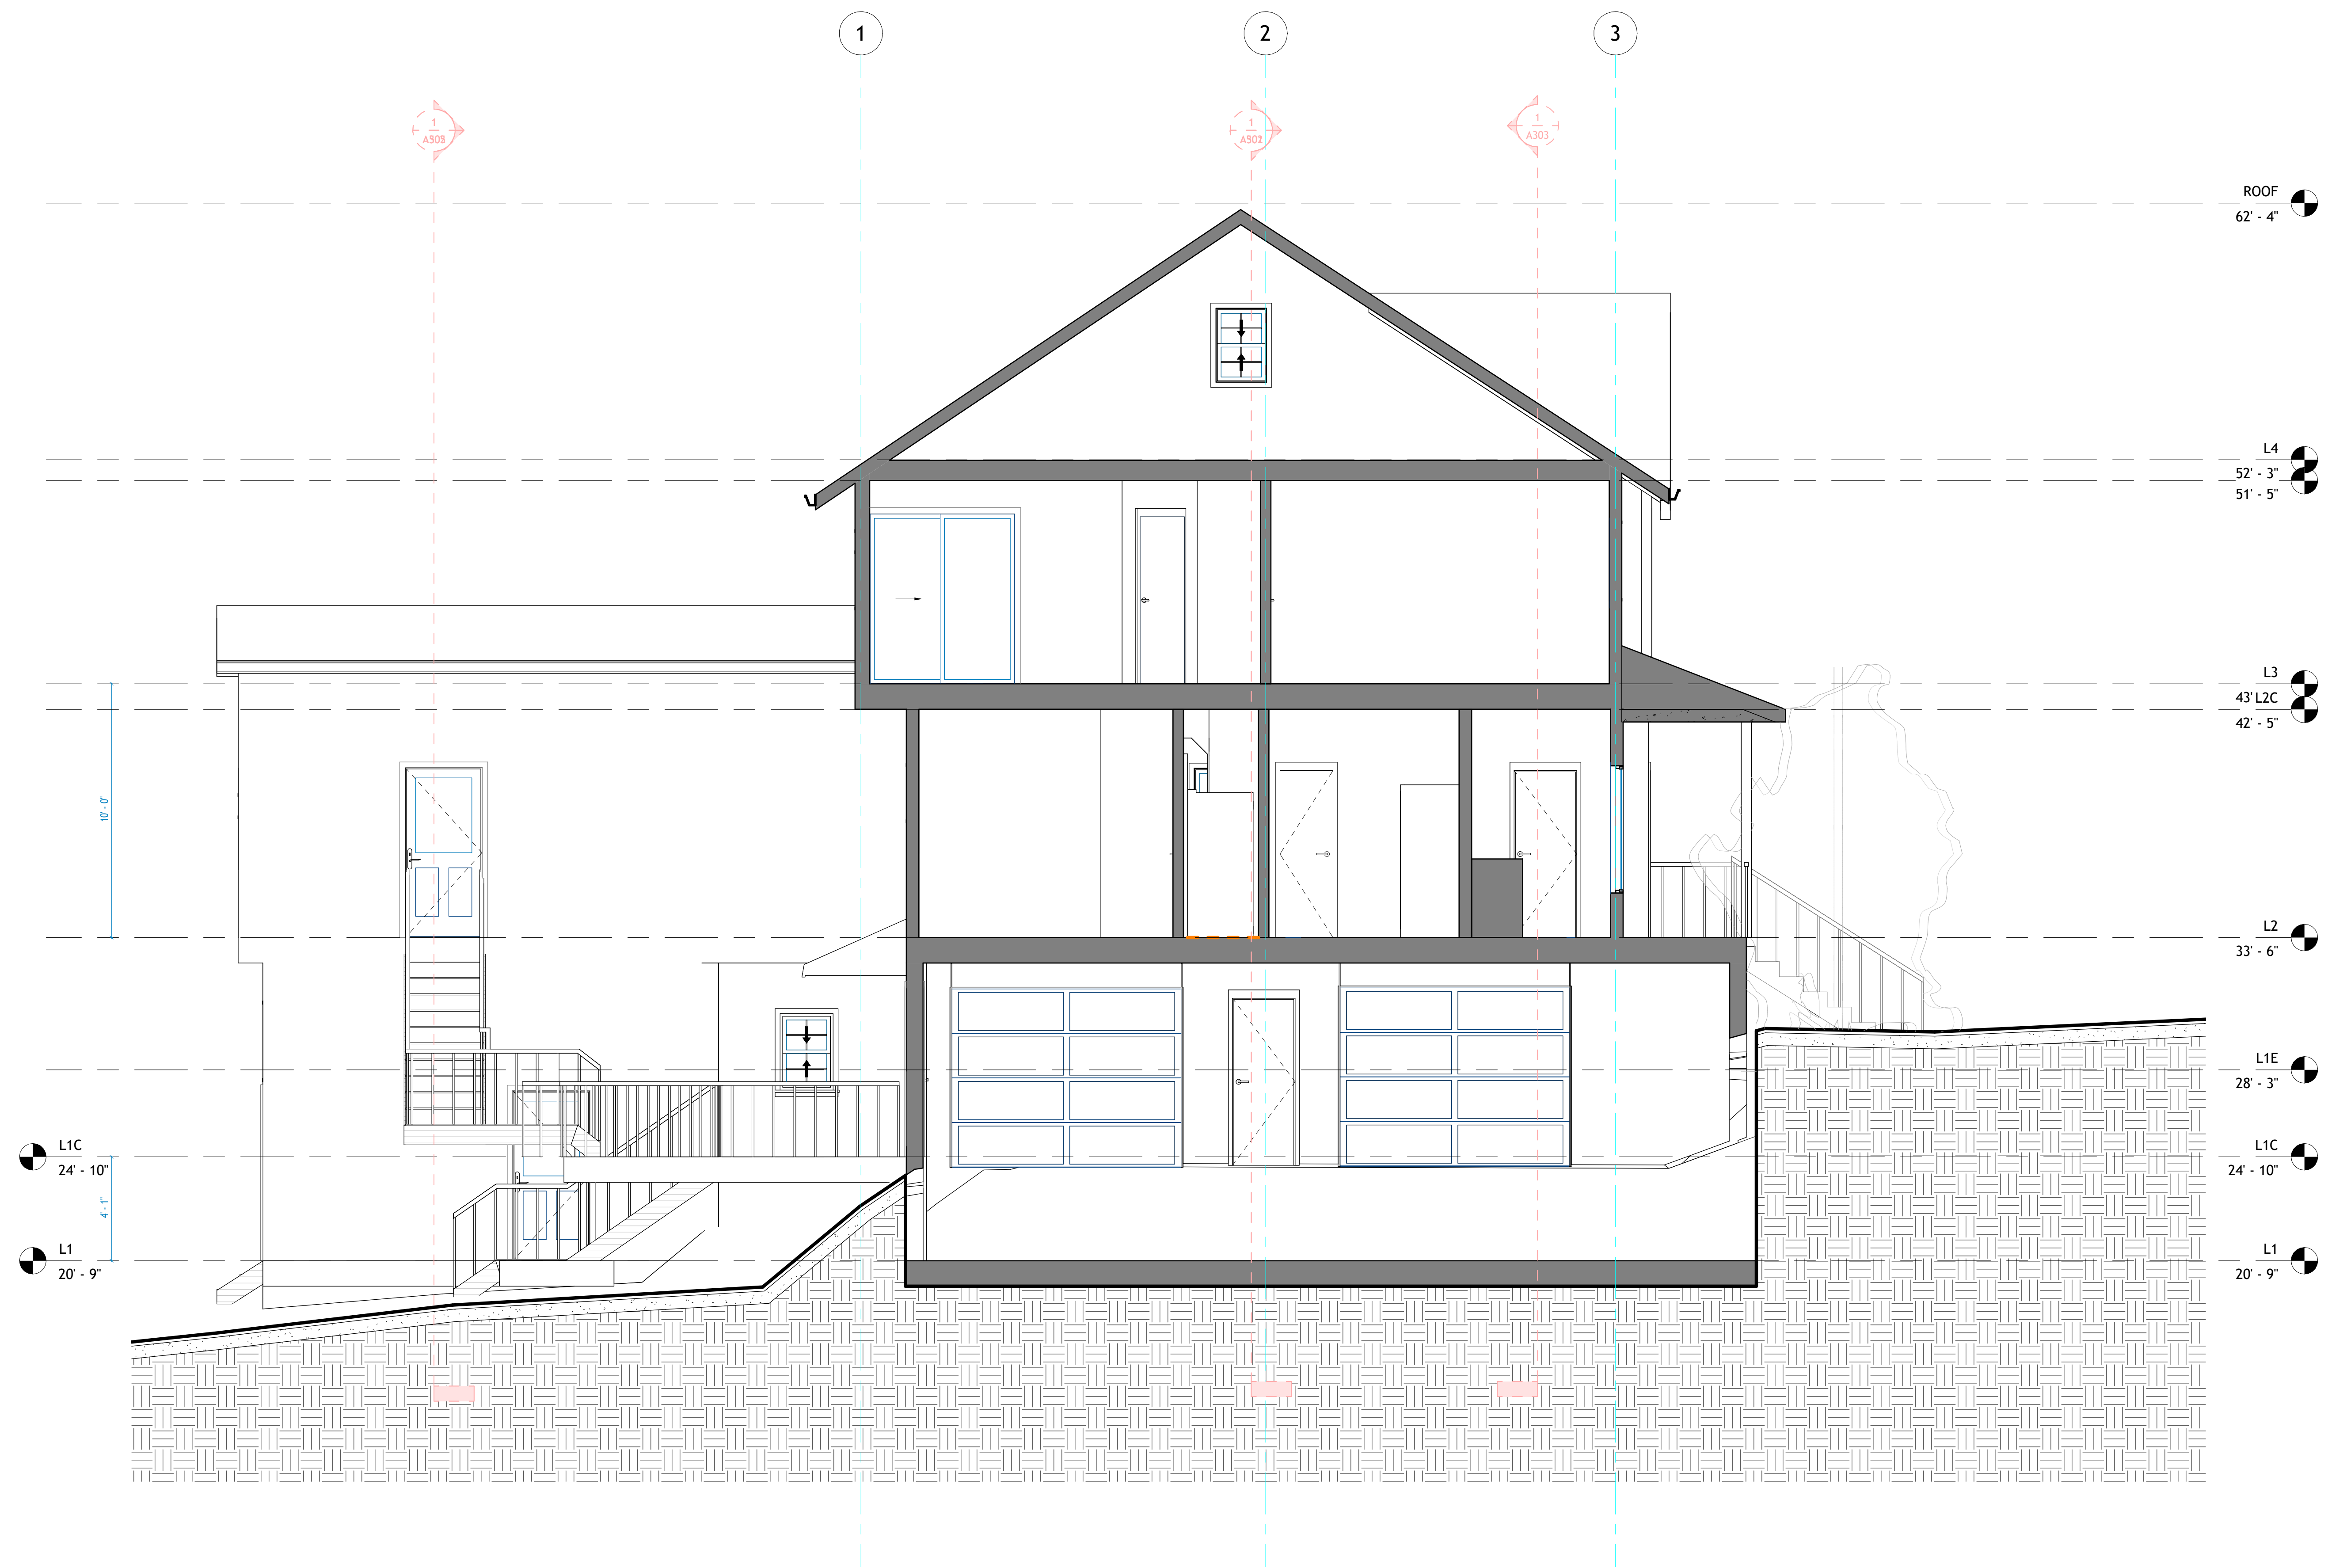 1
2
3
1
1
1
A303
ROOF
62' - 4"
L4
52' - 3"
51' - 5"
L3
43'
L2C
42' - 5"
10' - 0"
L2
33' - 6"
L1E
28' - 3"
L1C
24' - 10"
L1C
24' - 10"
4' - 1"
L1
20' - 9"
L1
20' - 9"